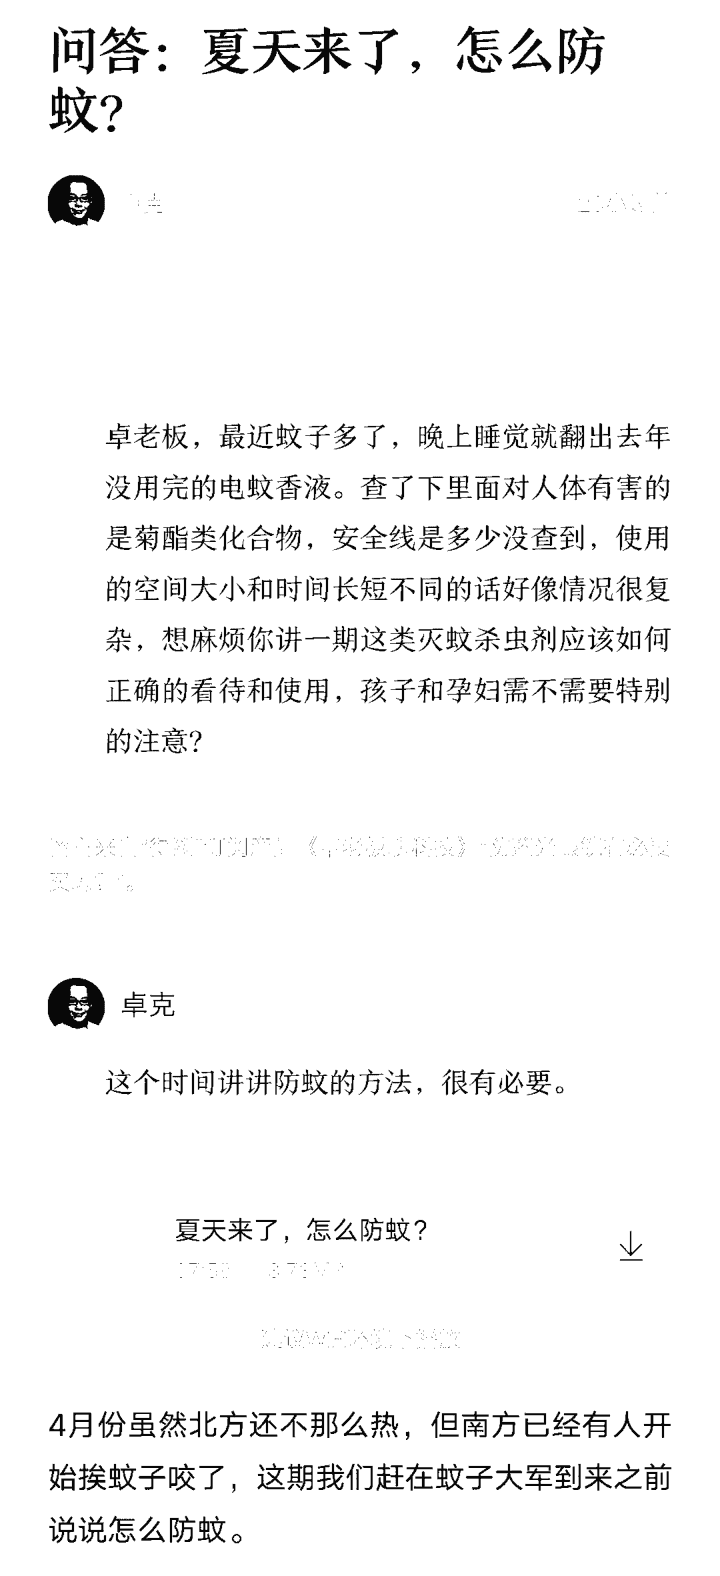 问答：夏天来了，怎么防
蚊？
卓老板，最近蚊子多了，晚上睡觉就翻出去年
没用完的电蚊香液。查了下里面对人体有害的
是菊酯类化合物，安全线是多少没查到，使用
的空间大小和时间长短不同的话好像情况很复
杂，想麻烦你讲一期这类灭蚊杀虫剂应该如何
正确的看待和使用，孩子和孕妇需不需要特别
的注意？
卓克
这个时间讲讲防蚊的方法，很有必要。
夏天来了，怎么防蚊？
4月份虽然北方还不那么热，但南方已经有人开
始挨蚊子咬了，这期我们赶在蚊子大军到来之前
说说怎么防蚊。